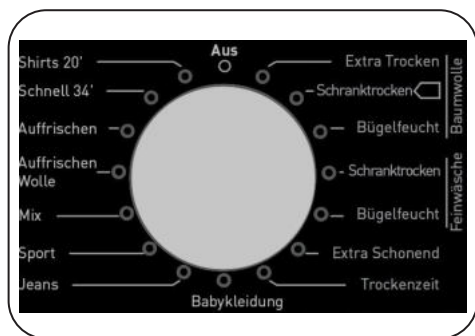 Aus
Shirts 20'
Schnell 34'
Auffrischen
Auffrischen
Wolle
Mix
Sport
Jeans
Babykleidung
Extra Trocken
Schranktrocken
Bügelfeucht
Baumwolle
Schranktrocken
Bügelfeucht
Feinwäsche
Extra Schonend
Trockenzeit